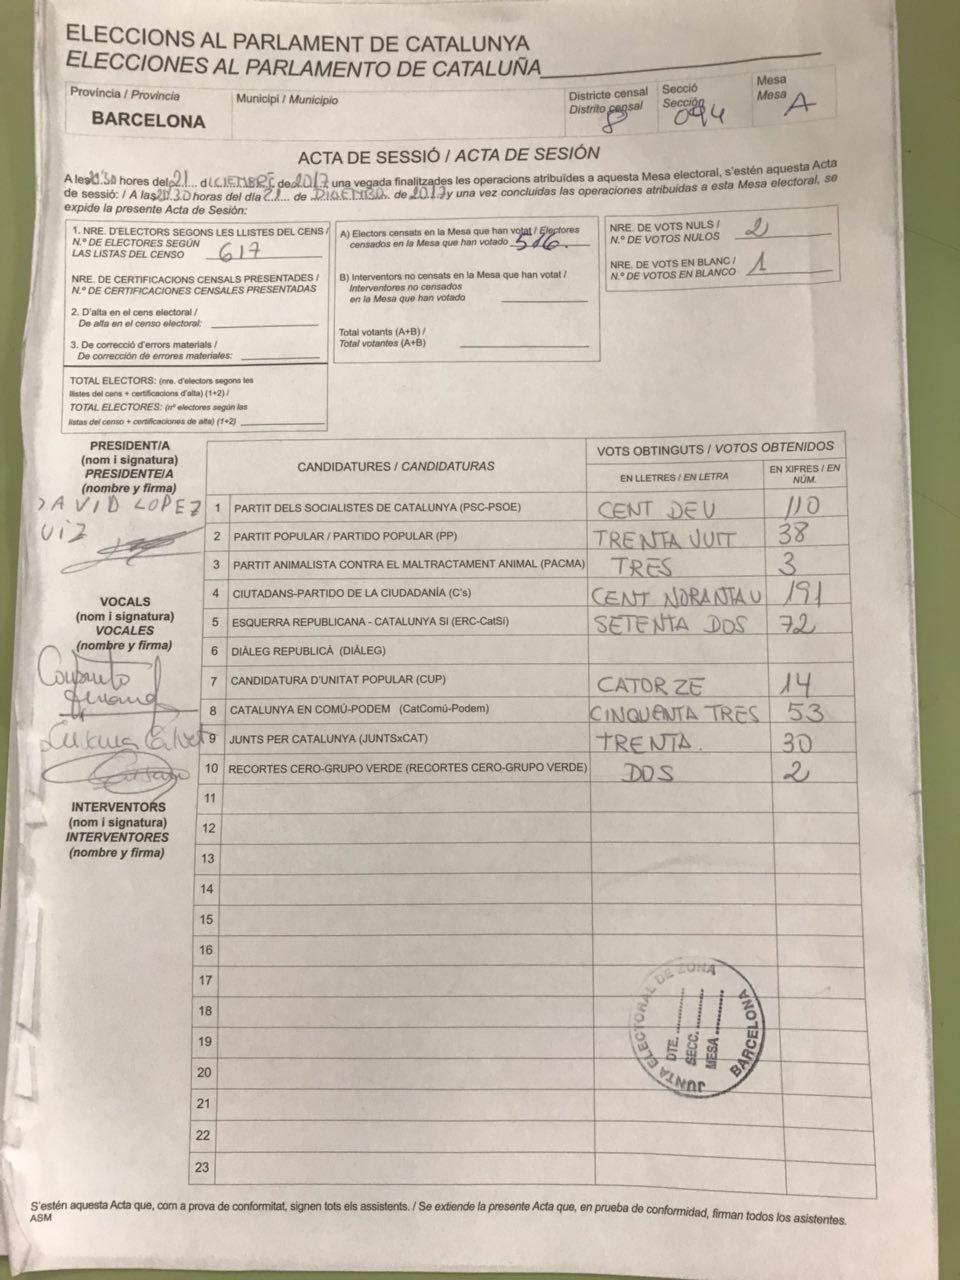 ELECCIONS AL PARLAMENT DE CATALUNYA
ELECCIONES AL PARLAMENTO DE CATALUÑA
Província / Provincia
BARCELONA
Municipi / Municipio
Districte censal
Distrito censal
8
Secció
Sección
094
Mesa
Mesa
A
ACTA DE SESSIÓ / ACTA DE SESIÓN
A les 21:30 hores del 21 DICIEMBRE de 2017, una vegada finalitzades les operacions atribuïdes a aquesta Mesa electoral, s'estén aquesta Acta
de sessió: / A las 21:30 horas del día 21 de DICIEMBRE de 2017 y una vez concluidas las operaciones atribuidas a esta Mesa electoral, se
expide la presente Acta de Sesión:
1. NRE. D'ELECTORS SEGONS LES LLISTES DEL CENS /
N.º DE ELECTORES SEGÚN
LAS LISTAS DEL CENSO 617
NRE. DE CERTIFICACIONS CENSALS PRESENTADES /
N.º DE CERTIFICACIONES CENSALES PRESENTADAS
2. D'alta en el cens electoral /
De alta en el censo electoral:
3. De correcció d'errors materials /
De corrección de errores materiales:
TOTAL ELECTORS: (nre. d'electors segons les
llistes del cens + certificacions d'alta) (1+2) /
TOTAL ELECTORES: (nº electores según las
listas del censo + certificaciones de alta) (1+2)
A) Electors censats en la Mesa que han votat / Electores
censados en la Mesa que han votado 516.
B) Interventors no censats en la Mesa que han votat /
Interventores no censados
en la Mesa que han votado
Total votants (A+B) /
Total votantes (A+B)
NRE. DE VOTS NULS /
N.º DE VOTOS NULOS 2
NRE. DE VOTS EN BLANC /
N.º DE VOTOS EN BLANCO 1
PRESIDENT/A
(nom i signatura)
PRESIDENTE/A
(nombre y firma)
DAVID LOPEZ
VOCALS
(nom i signatura)
VOCALES
(nombre y firma)
INTERVENTORS
(nom i signatura)
INTERVENTORES
(nombre y firma)
CANDIDATURES / CANDIDATURAS
VOTS OBTINGUTS / VOTOS OBTENIDOS
EN LLETRES / EN LETRA
EN XIFRES / EN NÚM.
1 PARTIT DELS SOCIALISTES DE CATALUNYA (PSC-PSOE) CENT DEU 110
2 PARTIT POPULAR / PARTIDO POPULAR (PP) TRENTA VUIT 38
3 PARTIT ANIMALISTA CONTRA EL MALTRACTAMENT ANIMAL (PACMA) TRES 3
4 CIUTADANS-PARTIDO DE LA CIUDADANÍA (C's) CENT NORANTA U 191
5 ESQUERRA REPUBLICANA - CATALUNYA SI (ERC-CatSí) SETENTA DOS 72
6 DIÀLEG REPUBLICÀ (DIÀLEG)
7 CANDIDATURA D'UNITAT POPULAR (CUP) CATORZE 14
8 CATALUNYA EN COMÚ-PODEM (CatComú-Podem) CINQUENTA TRES 53
9 JUNTS PER CATALUNYA (JUNTSxCAT) TRENTA. 30
10 RECORTES CERO-GRUPO VERDE (RECORTES CERO-GRUPO VERDE) DOS 2
11
12
13
14
15
16
17
18
19
20
21
22
23
JUNTA ELECTORAL DE ZONA
DTE.
SECC.
MESA
BARCELONA
S'estén aquesta Acta que, com a prova de conformitat, signen tots els assistents. / Se extiende la presente Acta que, en prueba de conformidad, firman todos los asistentes.
ASM